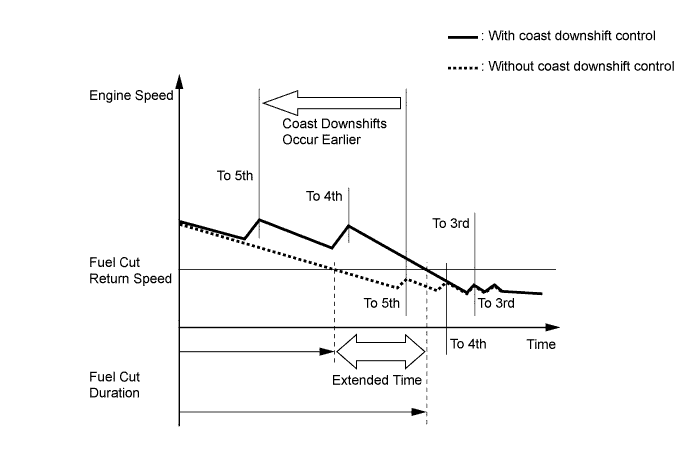 : With coast downshift control
: Without coast downshift control
Engine Speed
Coast Downshifts
Occur Earlier
To 5th
To 4th
To 3rd
Fuel Cut
Return Speed
To 5th
To 3rd
To 4th
Time
Extended Time
Fuel Cut
Duration